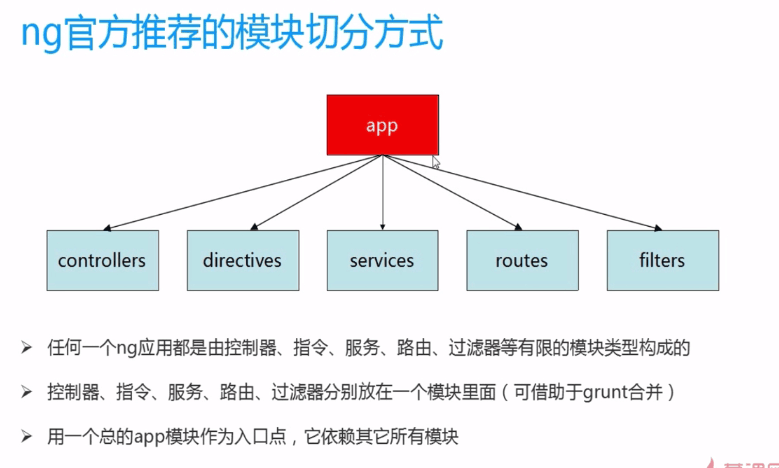 ng官方推荐的模块切分方式
app
controllers
directives
services
routes
filters
任何一个ng应用都是由控制器、指令、服务、路由、过滤器等有限的模块类型构成的
控制器、指令、服务、路由、过滤器分别放在一个模块里面（可借助于grunt合并）
用一个总的app模块作为入口点，它依赖其它所有模块